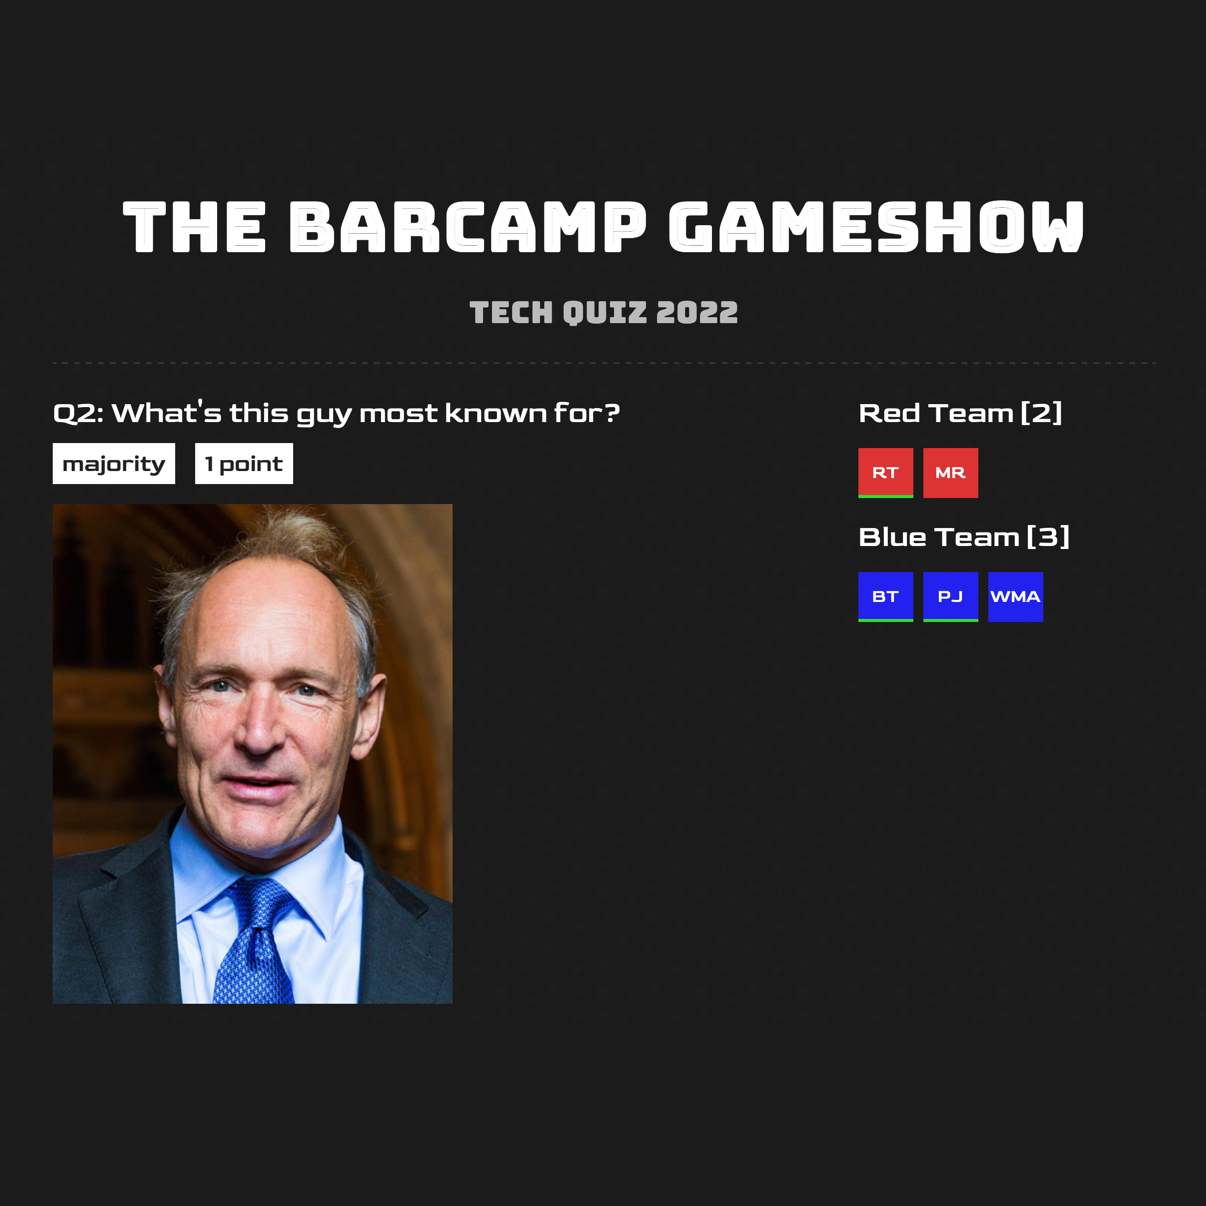 THE BARCAMP GAMESHOW
TECH QUIZ 2022
Q2: What's this guy most known for?
majority 1 point
Red Team [2]
RT MR
Blue Team [3]
BT PJ WMA